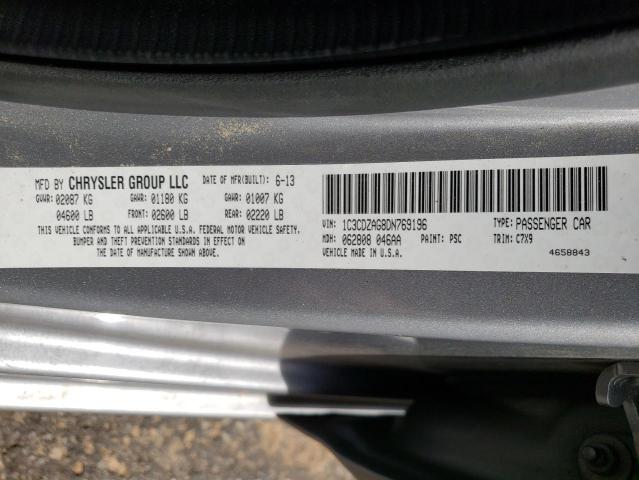 MFD BY CHRYSLER GROUP LLC DATE OF MFR(BUILT): 6-13
GVWR: 02087 KG GAWR: 01180 KG GAWR: 01007 KG
04600 LB FRONT: 02600 LB REAR: 02220 LB
THIS VEHICLE CONFORMS TO ALL APPLICABLE U.S.A. FEDERAL MOTOR VEHICLE SAFETY,
BUMPER AND THEFT PREVENTION STANDARDS IN EFFECT ON
THE DATE OF MANUFACTURE SHOWN ABOVE.
VIN: 1C3CDZAG8DN769196 TYPE: PASSENGER CAR
MDH: 062808 046AA PAINT: PSC TRIM: C7X9
VEHICLE MADE IN U.S.A. 4658843